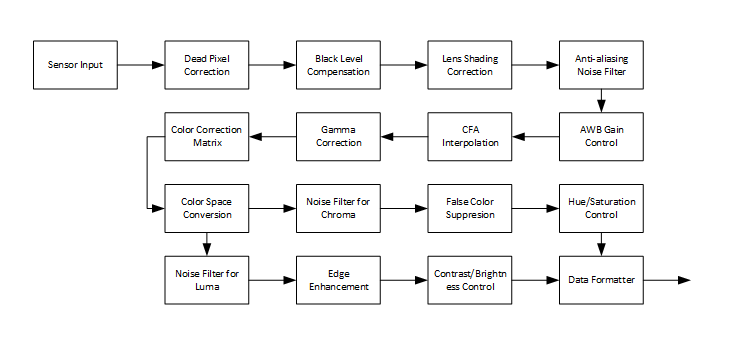 Sensor Input
Dead Pixel
Correction
Black Level
Compensation
Lens Shading
Correction
Anti-aliasing
Noise Filter
Color Correction
Matrix
Gamma
Correction
CFA
Interpolation
AWB Gain
Control
Color Space
Conversion
Noise Filter for
Chroma
False Color
Suppresion
Hue/Saturation
Control
Noise Filter for
Luma
Edge
Enhancement
Contrast/Brightn
ess Control
Data Formatter